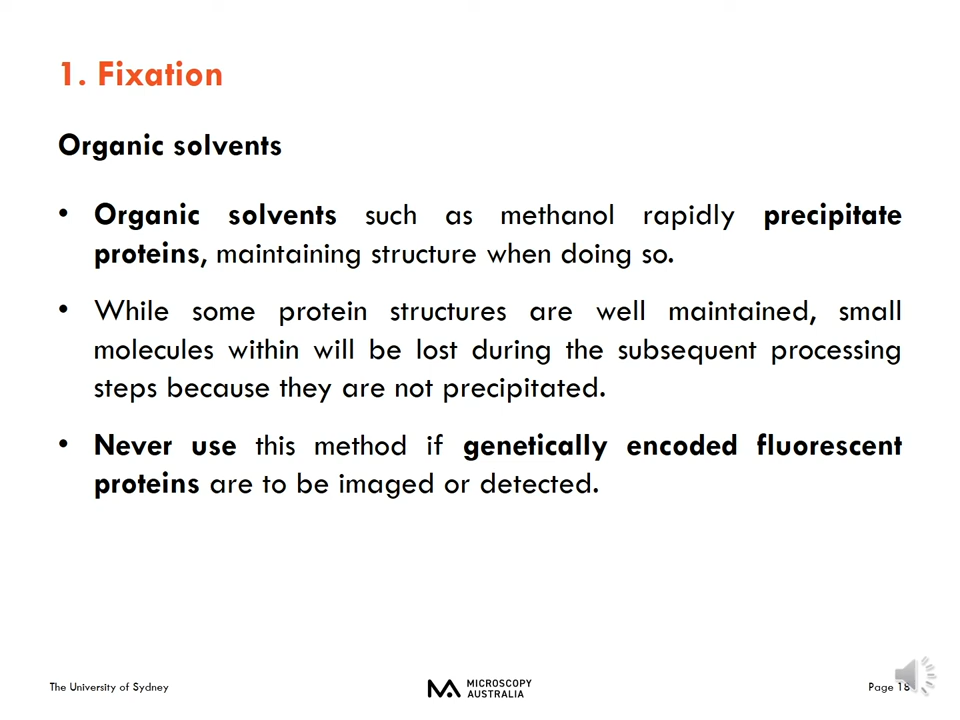 1. Fixation
Organic solvents
• Organic solvents such as methanol rapidly precipitate
proteins, maintaining structure when doing so.
• While some protein structures are well maintained, small
molecules within will be lost during the subsequent processing
steps because they are not precipitated.
• Never use this method if genetically encoded fluorescent
proteins are to be imaged or detected.
The University of Sydney
MICROSCOPY
AUSTRALIA
Page 18